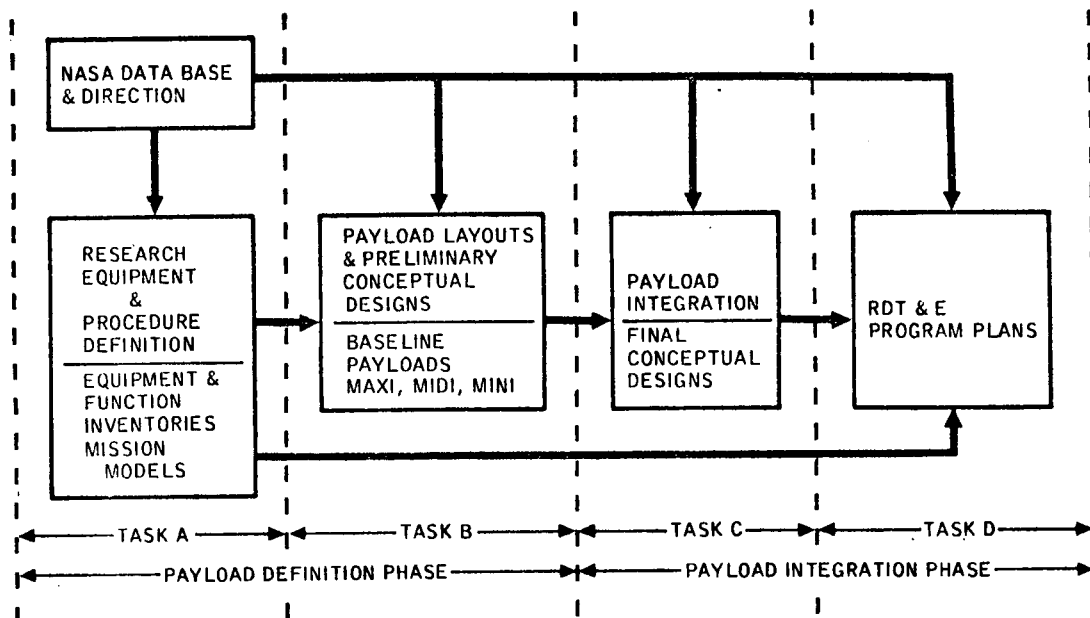 NASA DATA BASE
& DIRECTION
RESEARCH
EQUIPMENT
&
PROCEDURE
DEFINITION
EQUIPMENT &
FUNCTION
INVENTORIES
MISSION
MODELS
PAYLOAD LAYOUTS
& PRELIMINARY
CONCEPTUAL
DESIGNS
BASELINE
PAYLOADS
MAXI, MIDI, MINI
PAYLOAD
INTEGRATION
FINAL
CONCEPTUAL
DESIGNS
RDT & E
PROGRAM PLANS
TASK A
TASK B
TASK C
TASK D
PAYLOAD DEFINITION PHASE
PAYLOAD INTEGRATION PHASE